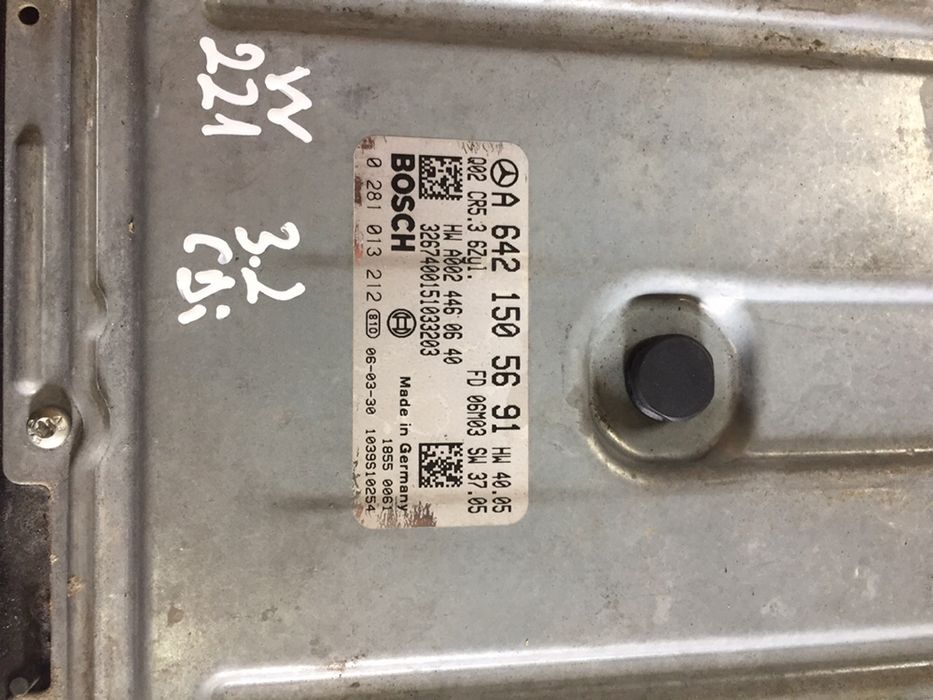 W
221
3.2
CDi
A 642 150 56 91 HW 40.05
Q02 CR5.3 6Zyl. FD 06M03 SW 37.05
HW A002 446 06 40
3267400151033203
BOSCH Made in Germany
1855 0061
0 281 013 212 810 06-03-30 1039S10254